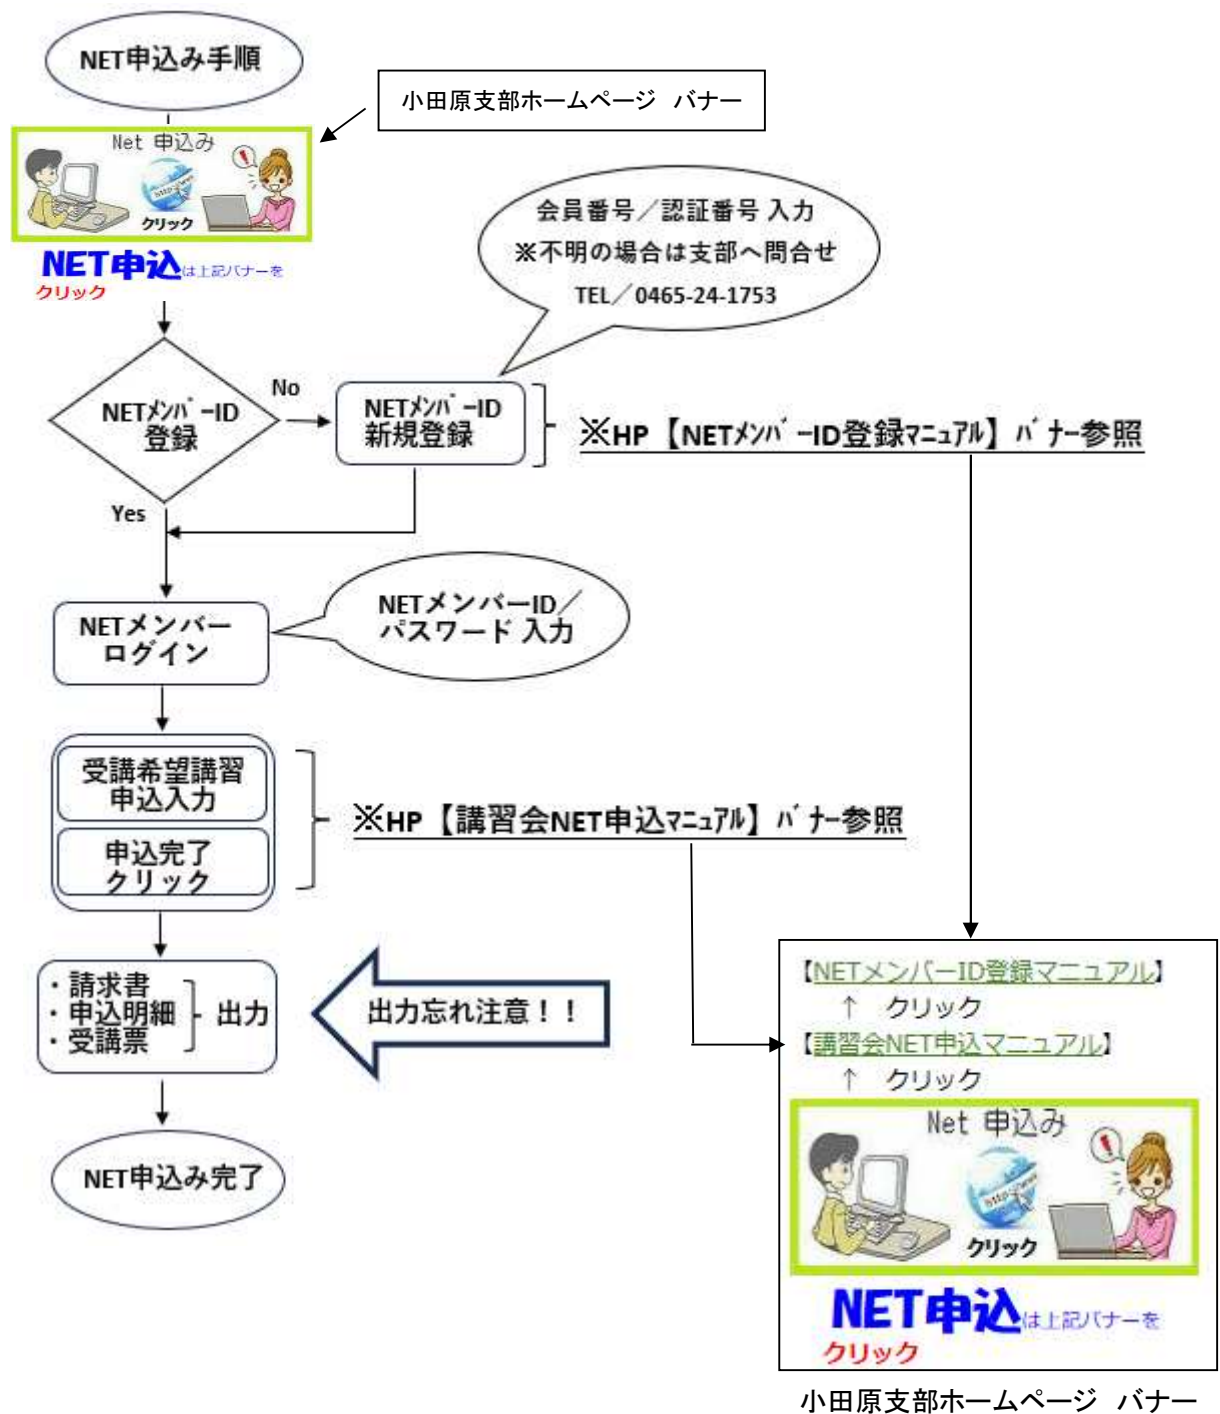 NET申込み手順
小田原支部ホームページ　バナー
Net 申込み
クリック
NET申込は上記バナーを
クリック
会員番号／認証番号 入力
※不明の場合は支部へ問合せ
TEL／0465-24-1753
NETﾒﾝﾊﾞｰID
登録
No
Yes
NETﾒﾝﾊﾞｰID
新規登録
※HP【NETﾒﾝﾊﾞｰID登録ﾏﾆｭｱﾙ】ﾊﾞﾅｰ参照
NETメンバー
ログイン
NETメンバーID／
パスワード 入力
受講希望講習
申込入力
申込完了
クリック
※HP【講習会NET申込ﾏﾆｭｱﾙ】ﾊﾞﾅｰ参照
・請求書
・申込明細
・受講票
出力
出力忘れ注意！！
NET申込み完了
【NETメンバーID登録マニュアル】
↑　クリック
【講習会NET申込マニュアル】
↑　クリック
Net 申込み
クリック
NET申込は上記バナーを
クリック
小田原支部ホームページ　バナー